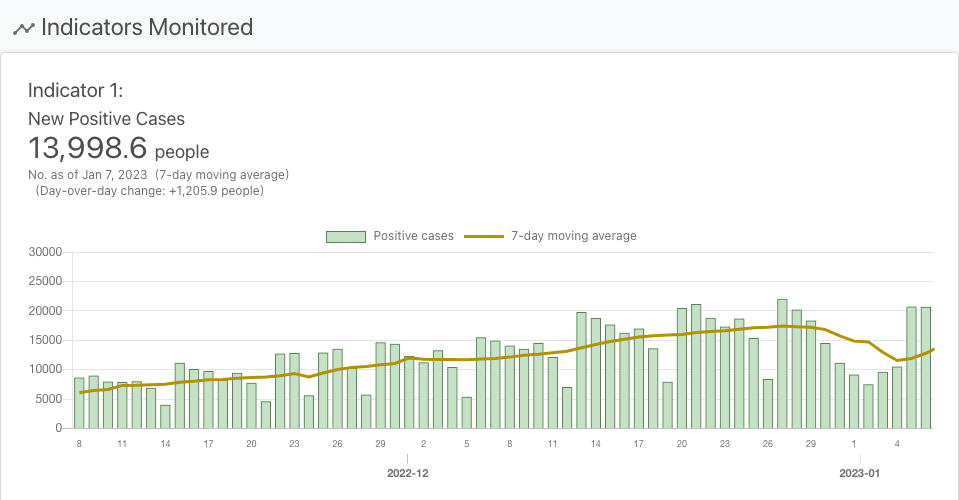 Indicators Monitored
Indicator 1:
New Positive Cases
13,998.6 people
No. as of Jan 7, 2023 (7-day moving average)
(Day-over-day change: +1,205.9 people)
Positive cases 7-day moving average
30000
25000
20000
15000
10000
5000
0
8 11 14 17 20 23 26 29 2 5 8 11 14 17 20 23 26 29 1 4
2022-12 2023-01